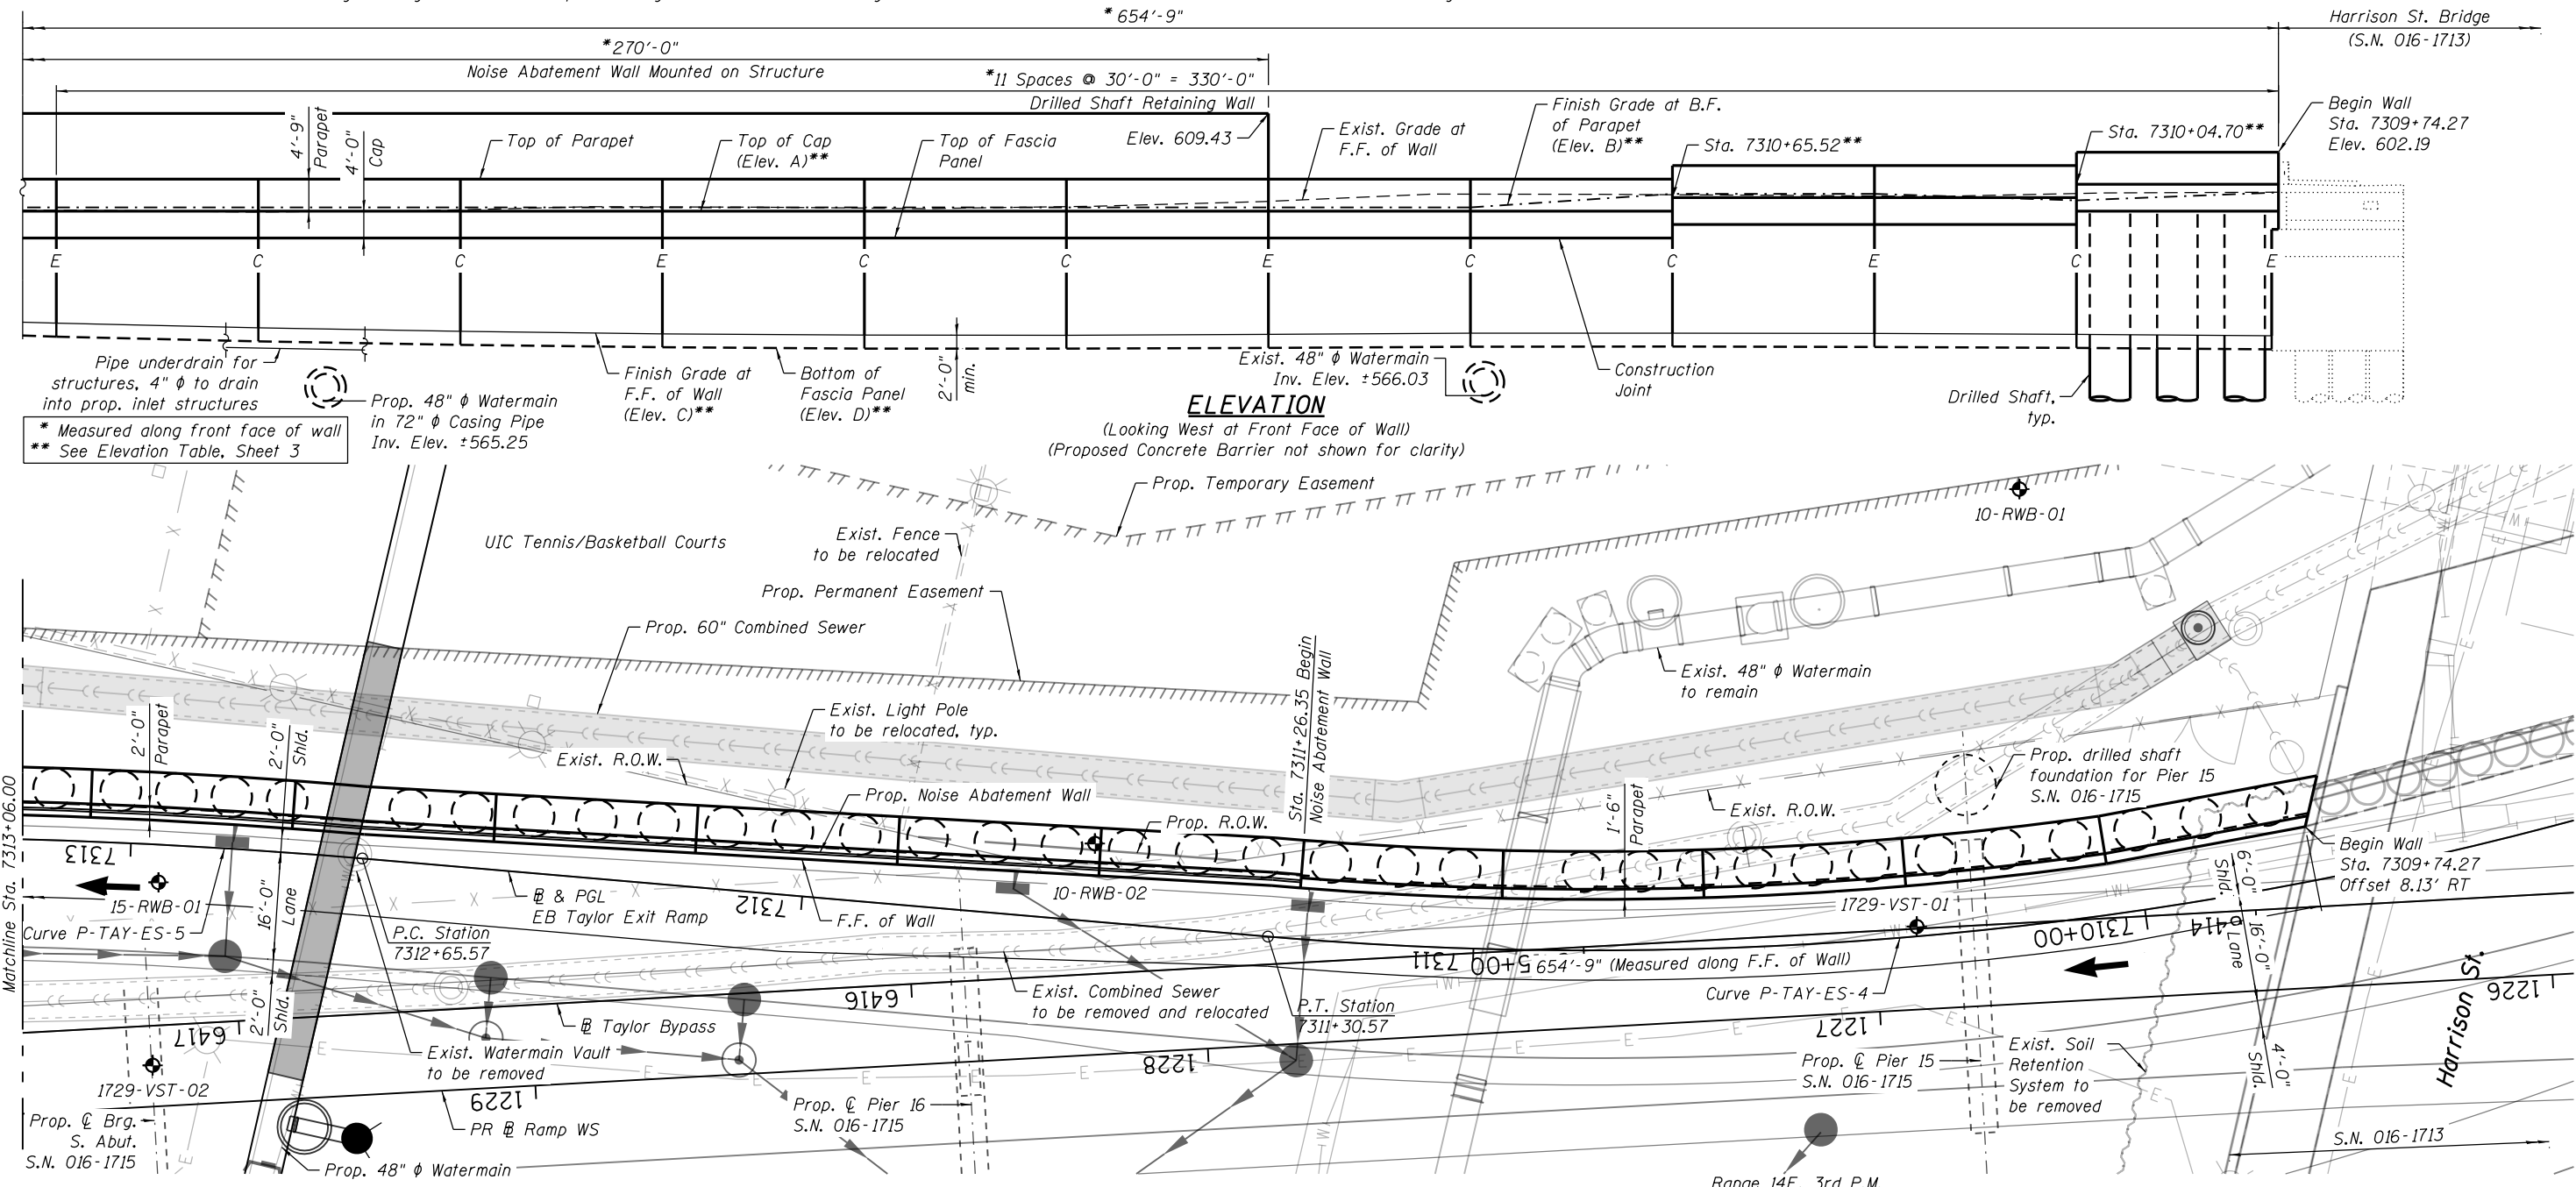 * 654'-9"
Harrison St. Bridge
(S.N. 016-1713)
*270'-0"
Noise Abatement Wall Mounted on Structure
*11 Spaces @ 30'-0" = 330'-0"
Drilled Shaft Retaining Wall
4'-9"
Parapet
4'-0"
Cap
Top of Parapet
Top of Cap
(Elev. A)**
Top of Fascia
Panel
Elev. 609.43
Exist. Grade at
F.F. of Wall
Finish Grade at B.F.
of Parapet
(Elev. B)**
Sta. 7310+65.52**
Sta. 7310+04.70**
Begin Wall
Sta. 7309+74.27
Elev. 602.19
E
C
C
E
C
C
E
C
C
E
C
E
Pipe underdrain for
structures, 4" ϕ to drain
into prop. inlet structures
Prop. 48" ϕ Watermain
in 72" ϕ Casing Pipe
Inv. Elev. ±565.25
Finish Grade at
F.F. of Wall
(Elev. C)**
Bottom of
Fascia Panel
(Elev. D)**
2'-0"
min.
Exist. 48" ϕ Watermain
Inv. Elev. ±566.03
Construction
Joint
Drilled Shaft,
typ.
* Measured along front face of wall
** See Elevation Table, Sheet 3
ELEVATION
(Looking West at Front Face of Wall)
(Proposed Concrete Barrier not shown for clarity)
Prop. Temporary Easement
10-RWB-01
UIC Tennis/Basketball Courts
Exist. Fence
to be relocated
Prop. Permanent Easement
Prop. 60" Combined Sewer
Exist. 48" ϕ Watermain
to remain
Sta. 7311+26.35 Begin
Noise Abatement Wall
Exist. Light Pole
to be relocated, typ.
2'-0"
Parapet
2'-0"
Shld.
Exist. R.O.W.
Prop. Noise Abatement Wall
Prop. R.O.W.
1'-6"
Parapet
Exist. R.O.W.
Prop. drilled shaft
foundation for Pier 15
S.N. 016-1715
Matchline Sta. 7313+06.00
7313
15-RWB-01
Curve P-TAY-ES-5
16'-0"
Lane
P.C. Station
7312+65.57
℄ & PGL
EB Taylor Exit Ramp
7312
F.F. of Wall
10-RWB-02
1729-VST-01
Begin Wall
Sta. 7309+74.27
Offset 8.13' RT
6'-0"
Shld.
16'-0"
Lane
4'-0"
Shld.
7310+00
6414
7311
5+00
654'-9" (Measured along F.F. of Wall)
Curve P-TAY-ES-4
6416
Exist. Combined Sewer
to be removed and relocated
P.T. Station
7311+30.57
6417
2'-0"
Shld.
℄ Taylor Bypass
Exist. Watermain Vault
to be removed
1228
1227
1226
Harrison St.
1729-VST-02
1229
PR ℄ Ramp WS
Prop. ℄ Pier 16
S.N. 016-1715
Prop. ℄ Pier 15
S.N. 016-1715
Exist. Soil
Retention
System to
be removed
Prop. ℄ Brg.
S. Abut.
S.N. 016-1715
Prop. 48" ϕ Watermain
S.N. 016-1713
Range 14E, 3rd P.M.